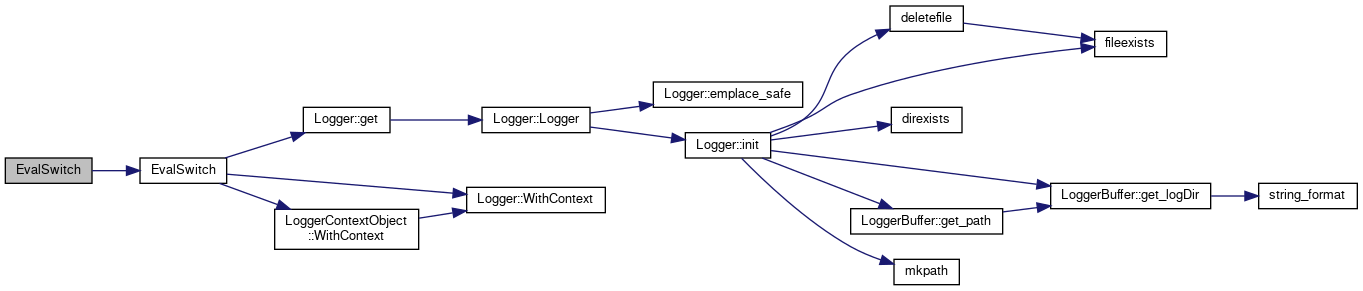 EvalSwitch
EvalSwitch
Logger::get
LoggerContextObject
::WithContext
Logger::Logger
Logger::WithContext
Logger::emplace_safe
Logger::init
deletefile
direxists
LoggerBuffer::get_path
mkpath
fileexists
LoggerBuffer::get_logDir
string_format